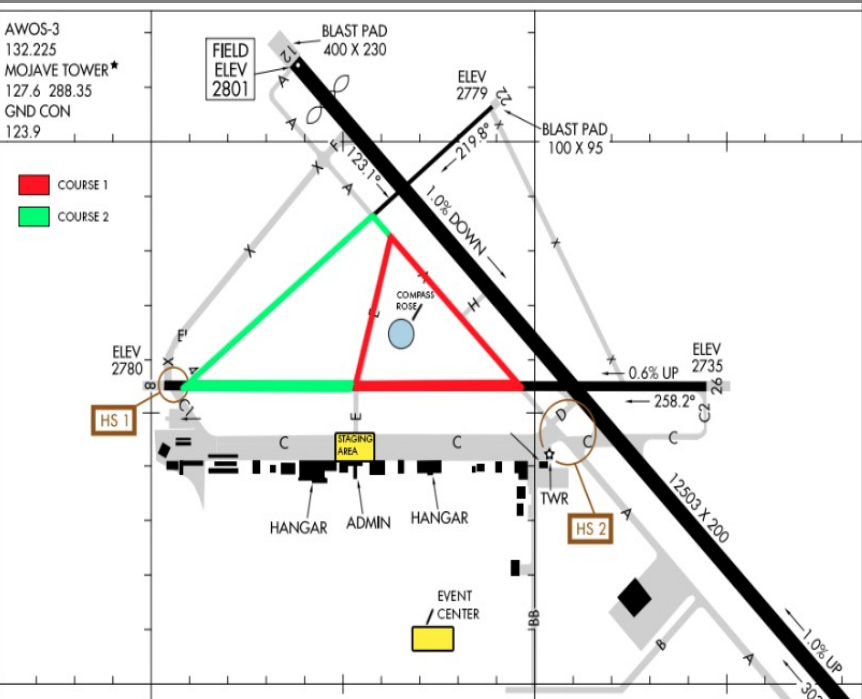 AWOS-3
132.225
MOJAVE TOWER★
127.6 288.35
GND CON
123.9
FIELD
ELEV
2801
12
BLAST PAD
400 X 230
ELEV
2779
22
BLAST PAD
100 X 95
COURSE 1
COURSE 2
A
A
F
A
X
X
X
X
X
X
123.1°
219.8°
1.0% DOWN
H
COMPASS
ROSE
E
ELEV
2780
8
HS 1
0.6% UP
258.2°
ELEV
2735
26
C2
D
C
C
E
STAGING
AREA
C
C
TWR
HS 2
HANGAR
ADMIN
HANGAR
12503 X 200
A
EVENT
CENTER
BB
B
A
1.0% UP